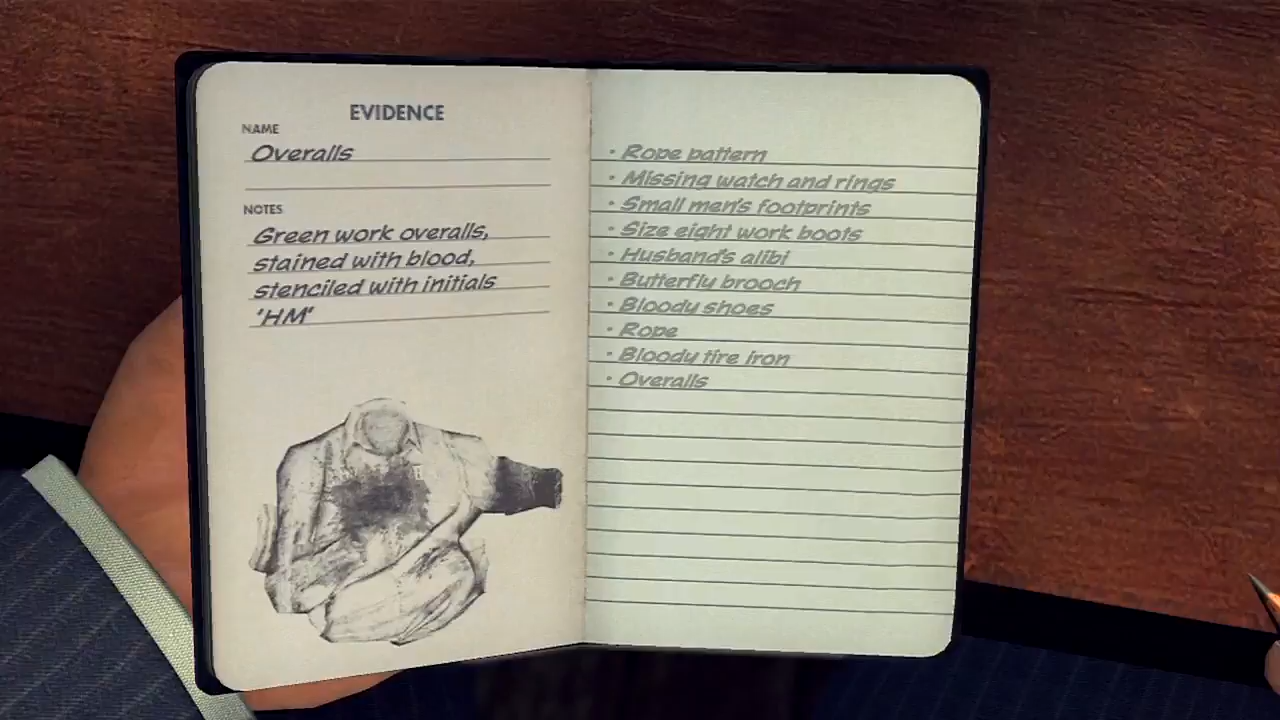 EVIDENCE
NAME
Overalls
NOTES
Green work overalls,
stained with blood,
stenciled with initials
'HM'
• Rope pattern
• Missing watch and rings
• Small men's footprints
• Size eight work boots
• Husband's alibi
• Butterfly brooch
• Bloody shoes
• Rope
• Bloody tire iron
• Overalls